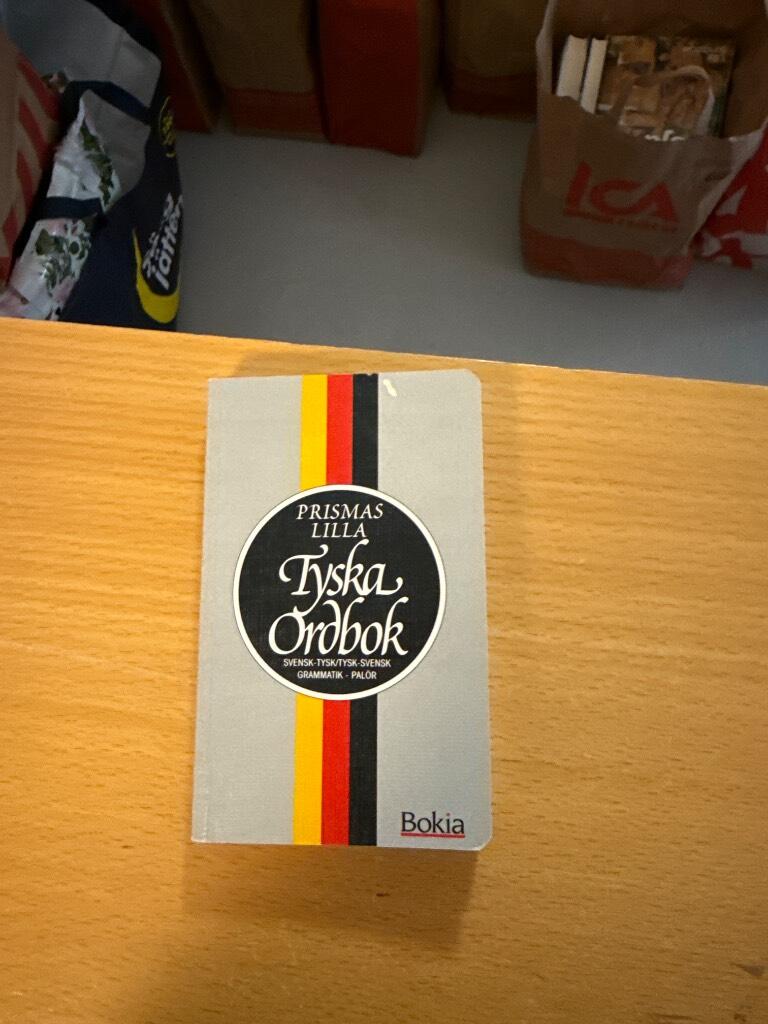 ICA
PRISMAS
LILLA
Tyska
Ordbok
SVENSK-TYSK/TYSK-SVENSK
GRAMMATIK - PALÖR
Bokia